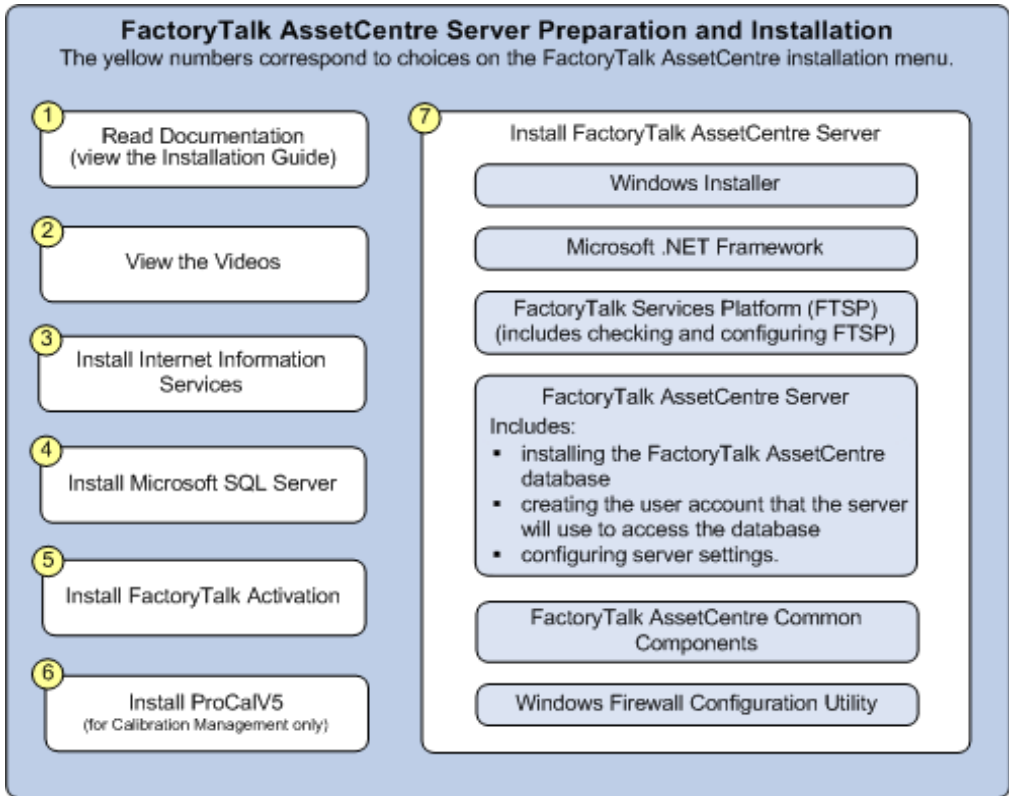 FactoryTalk AssetCentre Server Preparation and Installation
The yellow numbers correspond to choices on the FactoryTalk AssetCentre installation menu.
1
Read Documentation
(view the Installation Guide)
2
View the Videos
3
Install Internet Information
Services
4
Install Microsoft SQL Server
5
Install FactoryTalk Activation
6
Install ProCalV5
(for Calibration Management only)
7
Install FactoryTalk AssetCentre Server
Windows Installer
Microsoft .NET Framework
FactoryTalk Services Platform (FTSP)
(includes checking and configuring FTSP)
FactoryTalk AssetCentre Server
Includes:
▪ installing the FactoryTalk AssetCentre
database
▪ creating the user account that the server
will use to access the database
▪ configuring server settings.
FactoryTalk AssetCentre Common
Components
Windows Firewall Configuration Utility